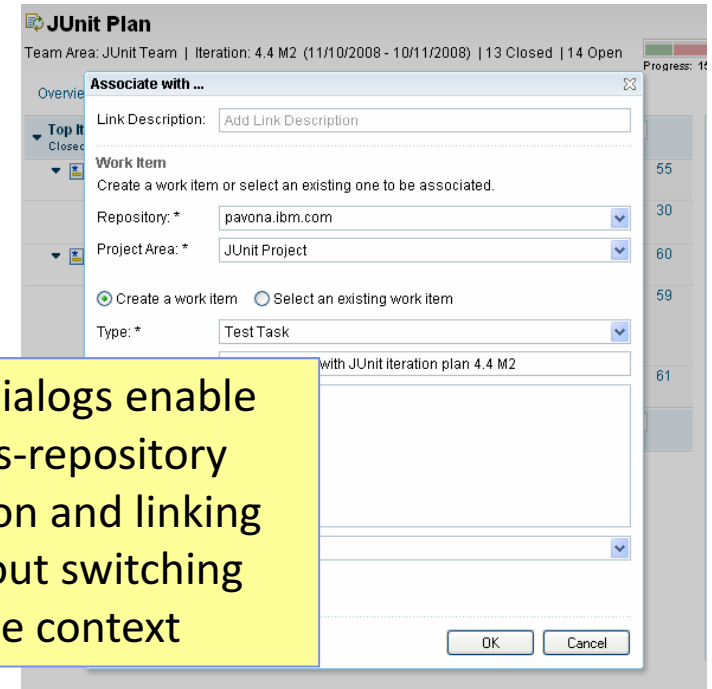 JUnit Plan
Team Area: JUnit Team | Iteration: 4.4 M2 (11/10/2008 - 10/11/2008) | 13 Closed | 14 Open
Progress: 15
Overvie
Associate with ...
Link Description: Add Link Description
Top It
Closed
Work Item
Create a work item or select an existing one to be associated.
55
Repository: * pavona.ibm.com
30
Project Area: * JUnit Project
60
Create a work item Select an existing work item
59
Type: * Test Task
with JUnit iteration plan 4.4 M2
61
ialogs enable
s-repository
on and linking
out switching
e context
OK Cancel